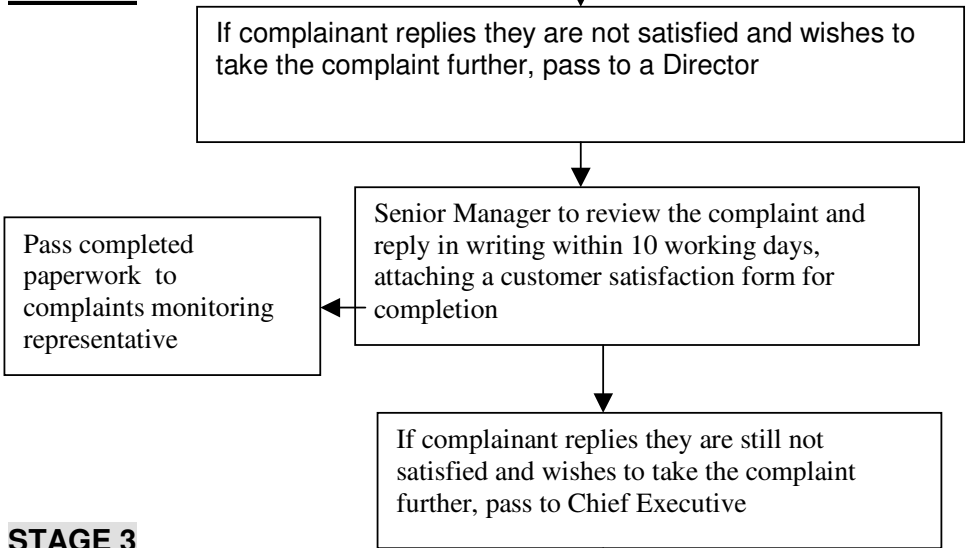 If complainant replies they are not satisfied and wishes to
take the complaint further, pass to a Director
Senior Manager to review the complaint and
reply in writing within 10 working days,
attaching a customer satisfaction form for
completion
Pass completed
paperwork to
complaints monitoring
representative
If complainant replies they are still not
satisfied and wishes to take the complaint
further, pass to Chief Executive
STAGE 3